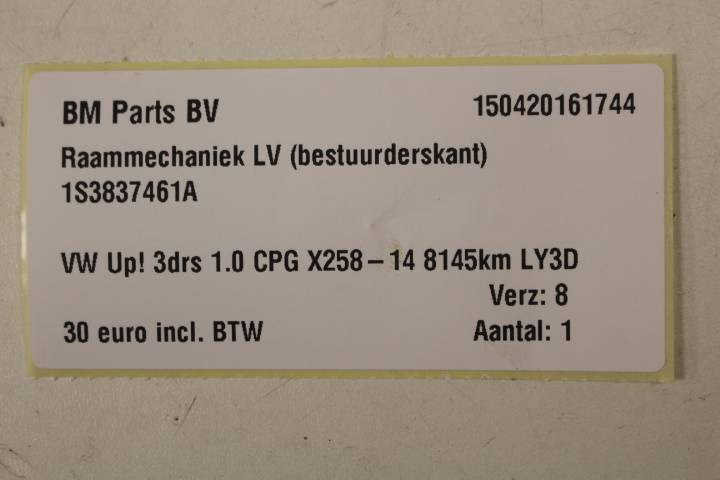 BM Parts BV 150420161744
Raammechaniek LV (bestuurderskant)
1S3837461A
VW Up! 3drs 1.0 CPG X258 – 14 8145km LY3D
Verz: 8
30 euro incl. BTW Aantal: 1